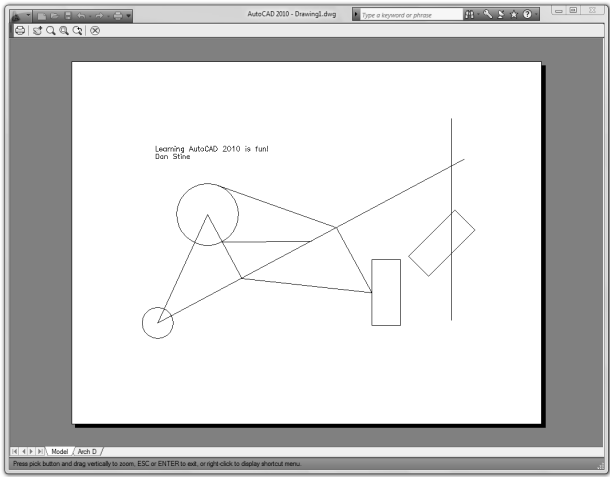 AutoCAD 2010 - Drawing1.dwg
Type a keyword or phrase
Learning AutoCAD 2010 is fun!
Dan Stine
Model
Arch D
Press pick button and drag vertically to zoom, ESC or ENTER to exit, or right-click to display shortcut menu.